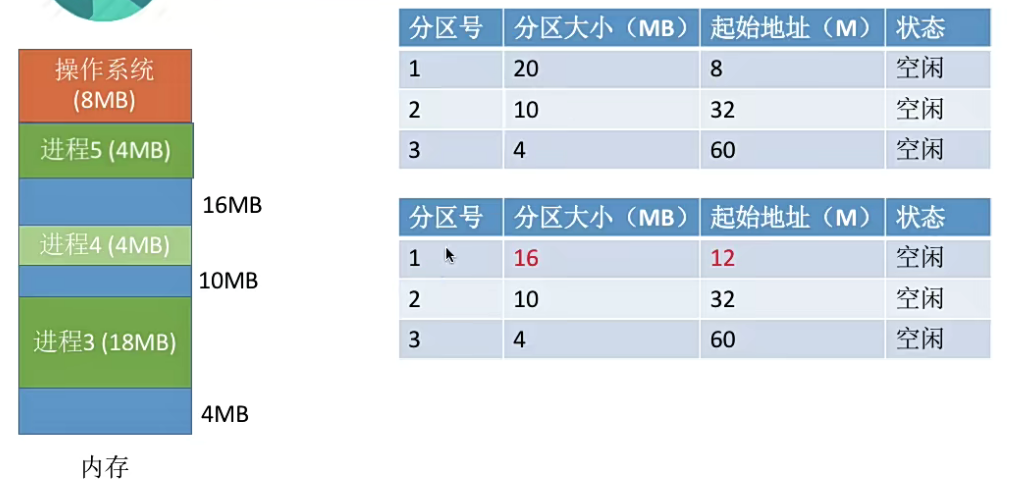 操作系统
(8MB)
进程5 (4MB)
16MB
进程4 (4MB)
10MB
进程3 (18MB)
4MB
内存
分区号 分区大小（MB） 起始地址（M） 状态
1 20 8 空闲
2 10 32 空闲
3 4 60 空闲
分区号 分区大小（MB） 起始地址（M） 状态
1 16 12 空闲
2 10 32 空闲
3 4 60 空闲